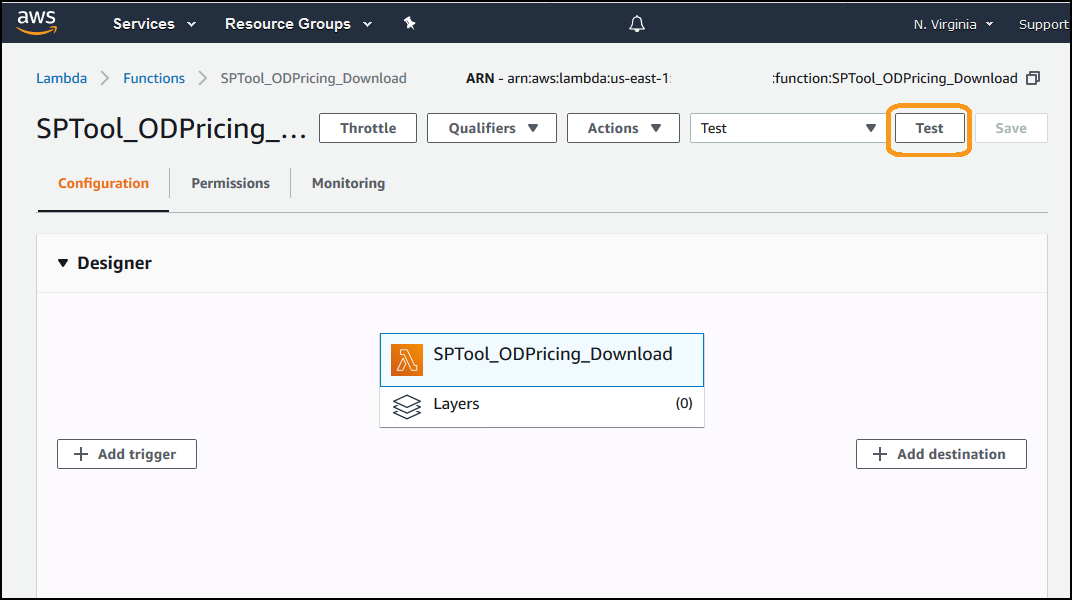 aws Services Resource Groups N. Virginia Support
Lambda Functions SPTool_ODPricing_Download ARN - arn:aws:lambda:us-east-1: :function:SPTool_ODPricing_Download
SPTool_ODPricing_... Throttle Qualifiers Actions Test Test Save
Configuration Permissions Monitoring
Designer
SPTool_ODPricing_Download
Layers (0)
+ Add trigger + Add destination